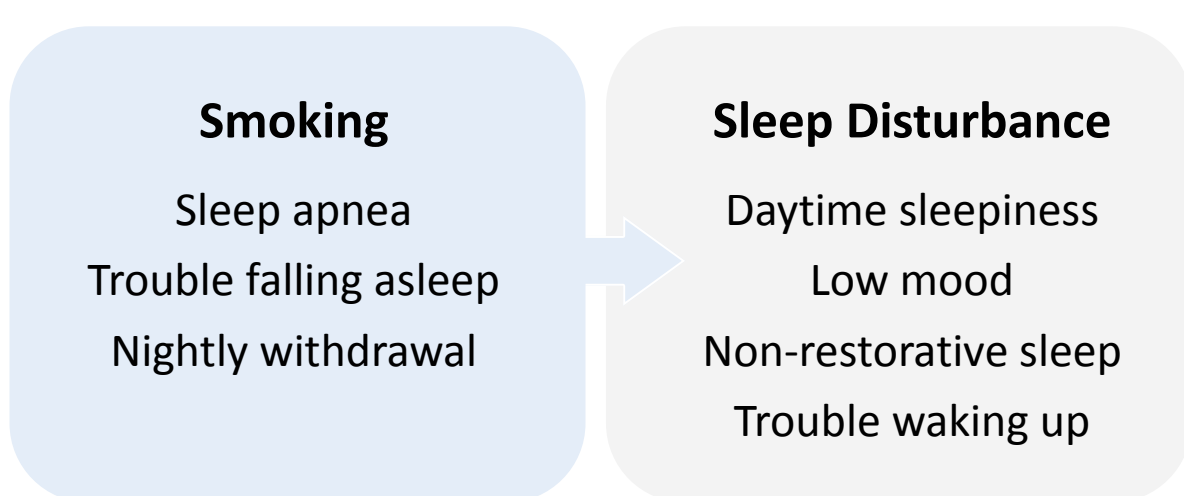 Smoking
Sleep apnea
Trouble falling asleep
Nightly withdrawal
Sleep Disturbance
Daytime sleepiness
Low mood
Non-restorative sleep
Trouble waking up